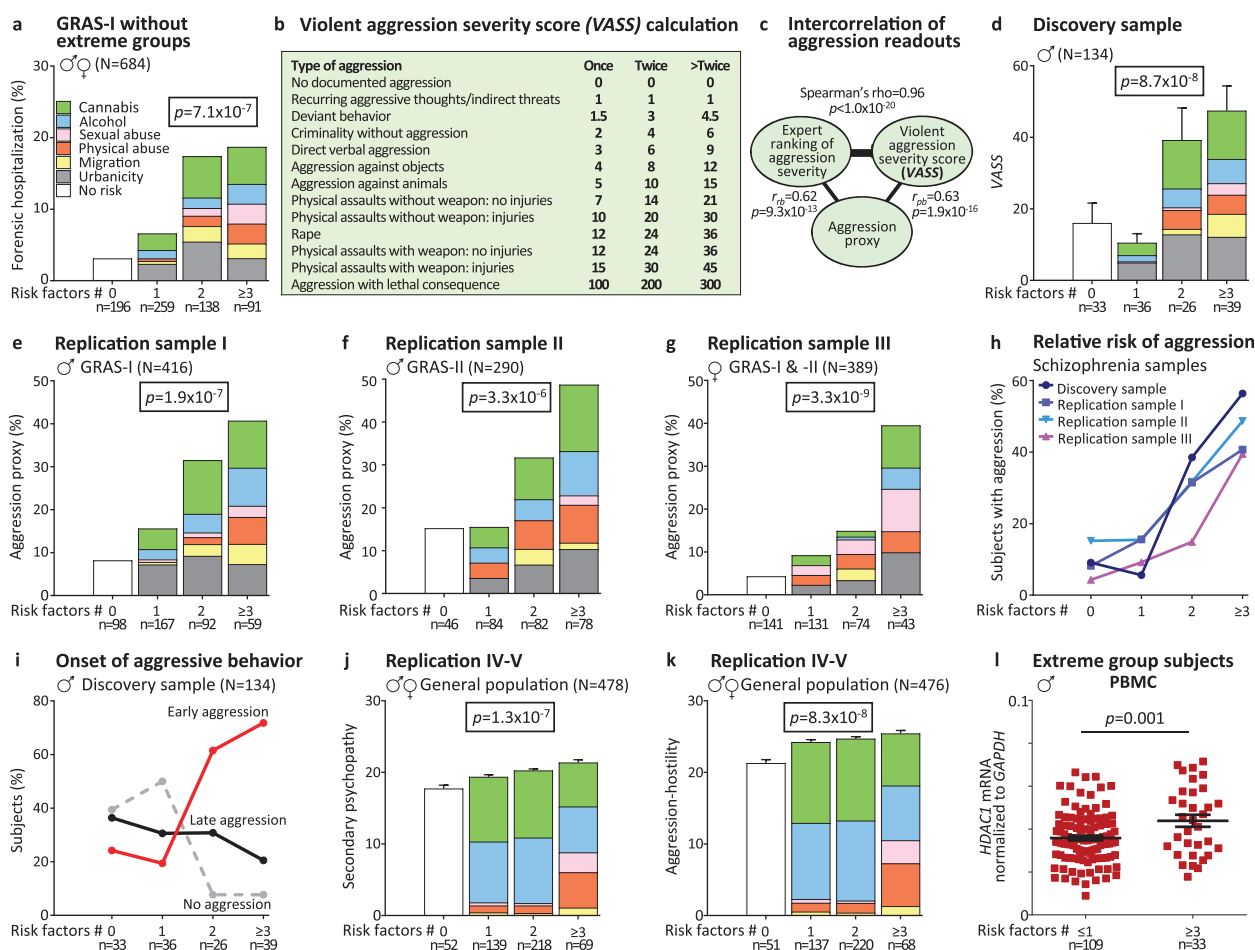 a GRAS-I without
extreme groups
♂♀ (N=684)
30
20
10
0
Forensic hospitalization (%)
Cannabis
Alcohol
Sexual abuse
Physical abuse
Migration
Urbanicity
No risk
p=7.1x10-7
Risk factors # 0 1 2 ≥3
n=196 n=259 n=138 n=91
b Violent aggression severity score (VASS) calculation
Type of aggression Once Twice >Twice
No documented aggression 0 0 0
Recurring aggressive thoughts/indirect threats 1 1 1
Deviant behavior 1.5 3 4.5
Criminality without aggression 2 4 6
Direct verbal aggression 3 6 9
Aggression against objects 4 8 12
Aggression against animals 5 10 15
Physical assaults without weapon: no injuries 7 14 21
Physical assaults without weapon: injuries 10 20 30
Rape 12 24 36
Physical assaults with weapon: no injuries 12 24 36
Physical assaults with weapon: injuries 15 30 45
Aggression with lethal consequence 100 200 300
c Intercorrelation of
aggression readouts
Spearman's rho=0.96
p<1.0x10-20
Expert
ranking of
aggression
severity
Violent
aggression
severity score
(VASS)
rrb=0.62
p=9.3x10-13
rpb=0.63
p=1.9x10-16
Aggression
proxy
d Discovery sample
♂ (N=134)
60
40
20
0
VASS
p=8.7x10-8
Risk factors # 0 1 2 ≥3
n=33 n=36 n=26 n=39
e Replication sample I
♂ GRAS-I (N=416)
50
40
30
20
10
0
Aggression proxy (%)
p=1.9x10-7
Risk factors # 0 1 2 ≥3
n=98 n=167 n=92 n=59
f Replication sample II
♂ GRAS-II (N=290)
50
40
30
20
10
0
Aggression proxy (%)
p=3.3x10-6
Risk factors # 0 1 2 ≥3
n=46 n=84 n=82 n=78
g Replication sample III
♀ GRAS-I & -II (N=389)
50
40
30
20
10
0
Aggression proxy (%)
p=3.3x10-9
Risk factors # 0 1 2 ≥3
n=141 n=131 n=74 n=43
h Relative risk of aggression
Schizophrenia samples
60
40
20
0
Subjects with aggression (%)
Discovery sample
Replication sample I
Replication sample II
Replication sample III
Risk factors # 0 1 2 ≥3
i Onset of aggressive behavior
♂ Discovery sample (N=134)
80
60
40
20
0
Subjects (%)
Early aggression
Late aggression
No aggression
Risk factors # 0 1 2 ≥3
n=33 n=36 n=26 n=39
j Replication IV-V
♂♀ General population (N=478)
30
20
10
0
Secondary psychopathy
p=1.3x10-7
Risk factors # 0 1 2 ≥3
n=52 n=139 n=218 n=69
k Replication IV-V
♂♀ General population (N=476)
30
20
10
0
Aggression-hostility
p=8.3x10-8
Risk factors # 0 1 2 ≥3
n=51 n=137 n=220 n=68
l Extreme group subjects
♂ PBMC
0.1
0
HDAC1 mRNA
normalized to GAPDH
p=0.001
Risk factors # ≤1 ≥3
n=109 n=33